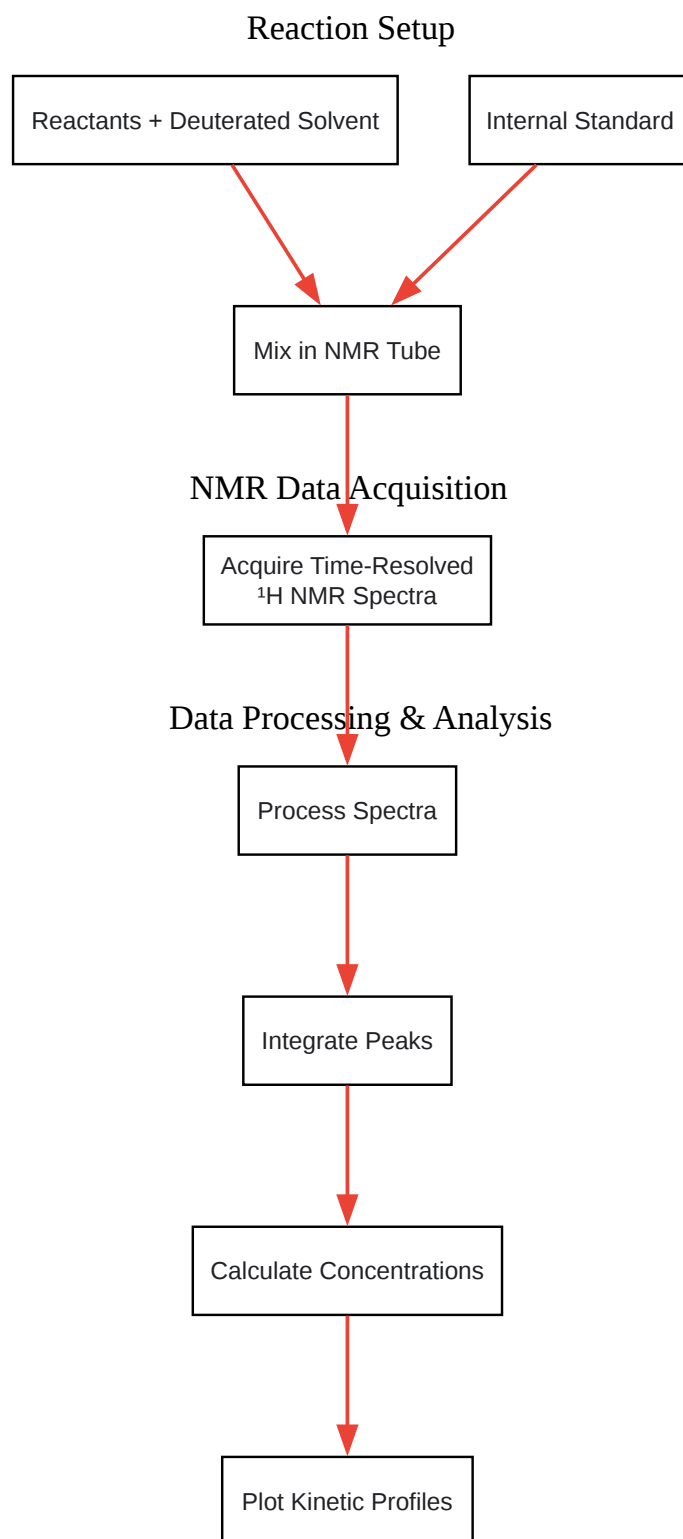 Reaction Setup
Reactants + Deuterated Solvent
Internal Standard
Mix in NMR Tube
NMR Data Acquisition
Acquire Time-Resolved
¹H NMR Spectra
Data Processing & Analysis
Process Spectra
Integrate Peaks
Calculate Concentrations
Plot Kinetic Profiles